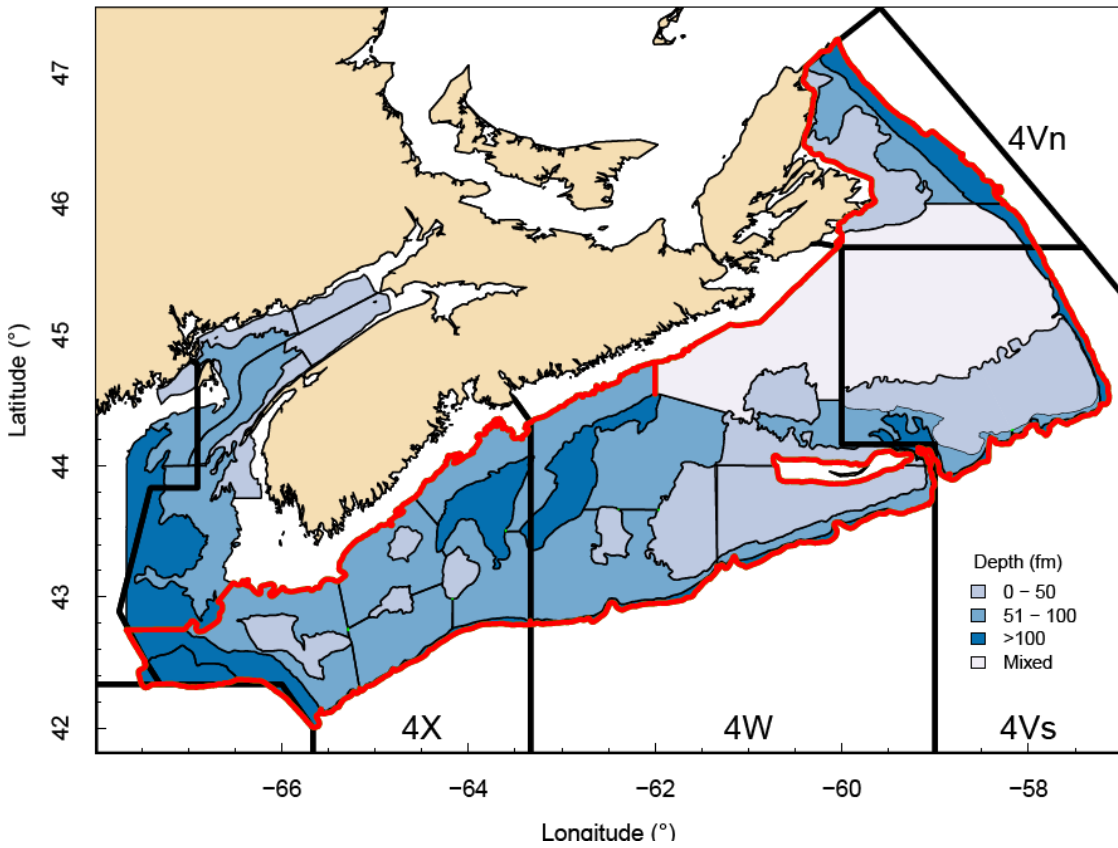 47
46
45
44
43
42
Latitude (°)
4Vn
Depth (fm)
0 − 50
51 − 100
>100
Mixed
4X
4W
4Vs
−66
−64
−62
−60
−58
Longitude (°)